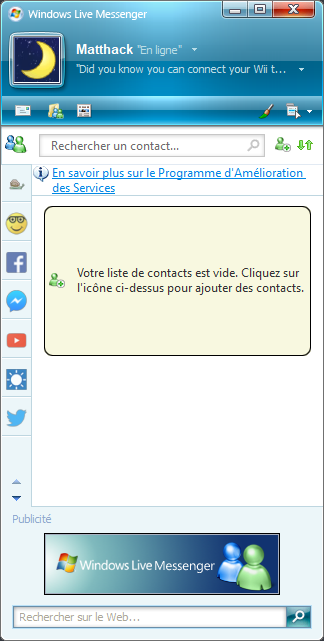 Windows Live Messenger
Matthack "En ligne"
"Did you know you can connect your Wii t...
Rechercher un contact...
En savoir plus sur le Programme d'Amélioration
des Services
Votre liste de contacts est vide. Cliquez sur
l'icône ci-dessus pour ajouter des contacts.
Publicité
Windows Live Messenger
Rechercher sur le Web...